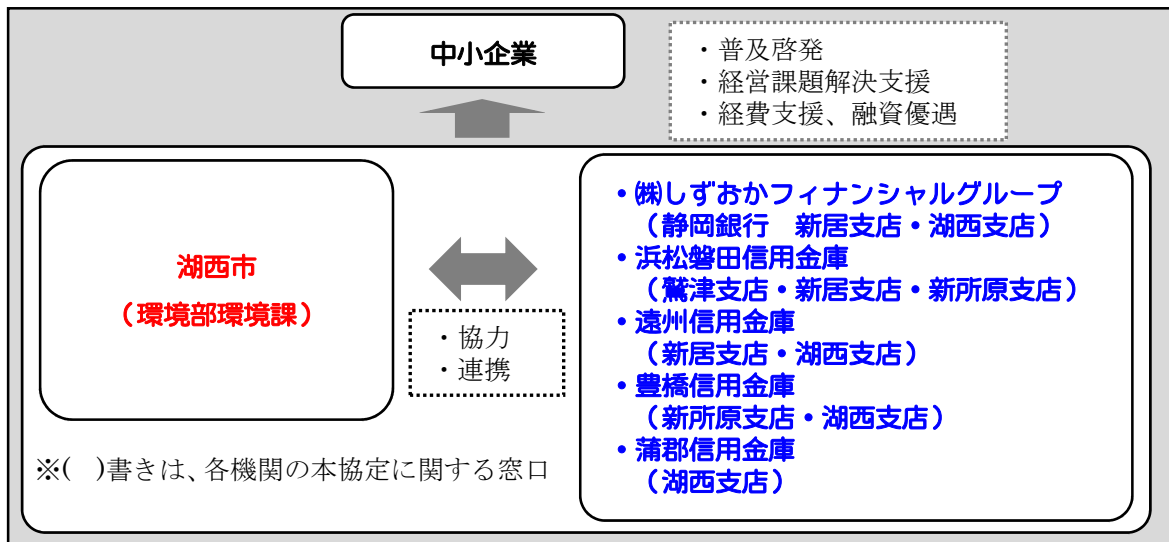 中小企業
・普及啓発
・経営課題解決支援
・経費支援、融資優遇
湖西市
（環境部環境課）
・協力
・連携
・㈱しずおかフィナンシャルグループ
（静岡銀行　新居支店・湖西支店）
・浜松磐田信用金庫
（鷲津支店・新居支店・新所原支店）
・遠州信用金庫
（新居支店・湖西支店）
・豊橋信用金庫
（新所原支店・湖西支店）
・蒲郡信用金庫
（湖西支店）
※(　)書きは、各機関の本協定に関する窓口